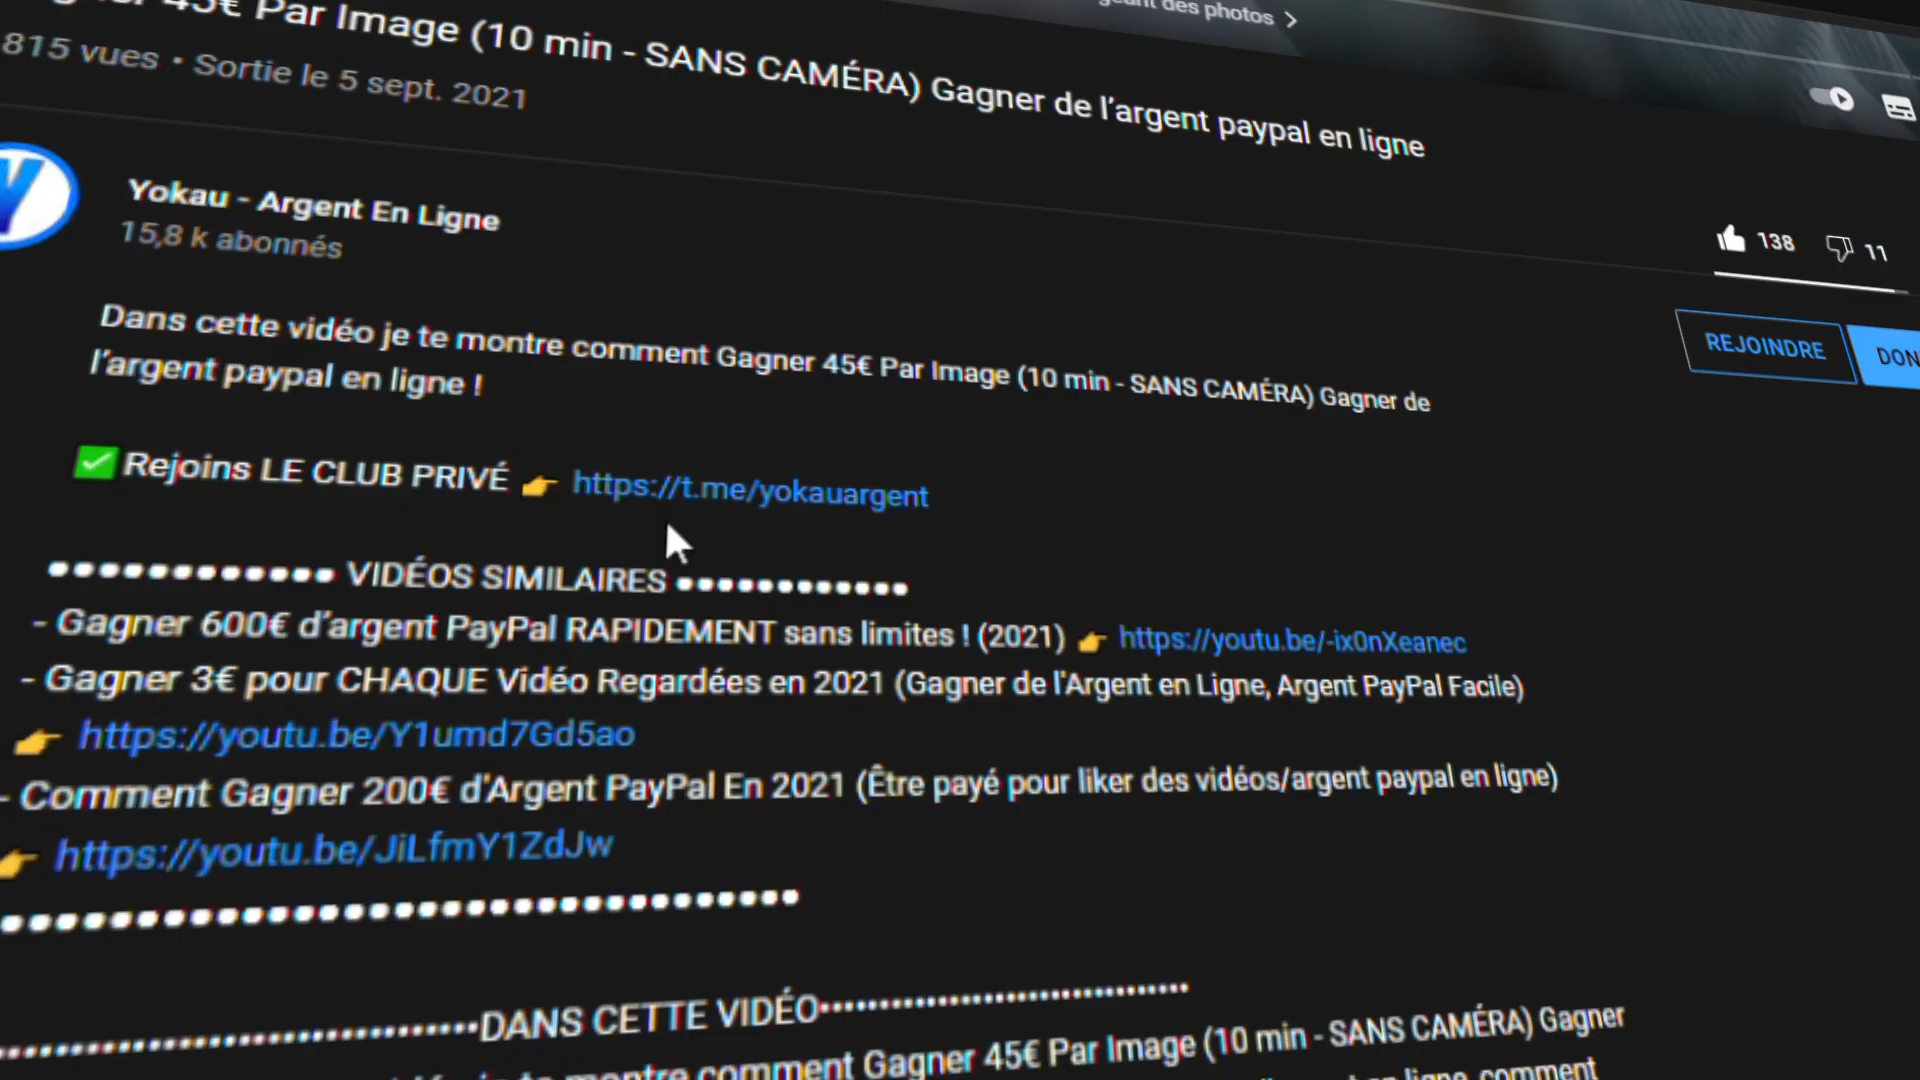 45€ Par Image (10 min - SANS CAMÉRA) Gagner de l'argent paypal en ligne
des photos >
815 vues • Sortie le 5 sept. 2021
Yokau - Argent En Ligne
15,8 k abonnés
138 11
REJOINDRE DON
Dans cette vidéo je te montre comment Gagner 45€ Par Image (10 min - SANS CAMÉRA) Gagner de
l'argent paypal en ligne !
✅ Rejoins LE CLUB PRIVÉ 👉 https://t.me/yokauargent
•••••••••••• VIDÉOS SIMILAIRES ••••••••••••
- Gagner 600€ d'argent PayPal RAPIDEMENT sans limites ! (2021) 👉 https://youtu.be/-ix0nXeanec
- Gagner 3€ pour CHAQUE Vidéo Regardées en 2021 (Gagner de l'Argent en Ligne, Argent PayPal Facile)
👉 https://youtu.be/Y1umd7Gd5ao
- Comment Gagner 200€ d'Argent PayPal En 2021 (Être payé pour liker des vidéos/argent paypal en ligne)
👉 https://youtu.be/JiLfmY1ZdJw
DANS CETTE VIDÉO
montre comment Gagner 45€ Par Image (10 min - SANS CAMÉRA) Gagner
en ligne, comment